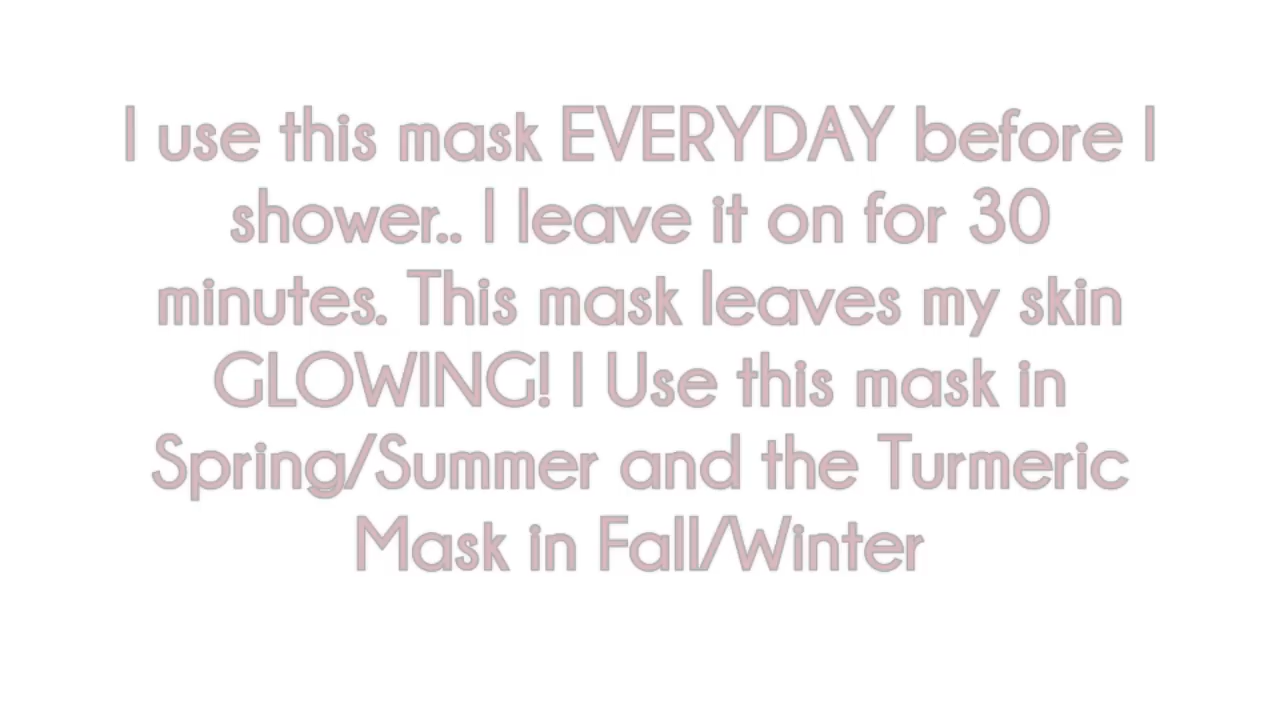 I use this mask EVERYDAY before I
shower.. I leave it on for 30
minutes. This mask leaves my skin
GLOWING! I Use this mask in
Spring/Summer and the Turmeric
Mask in Fall/Winter